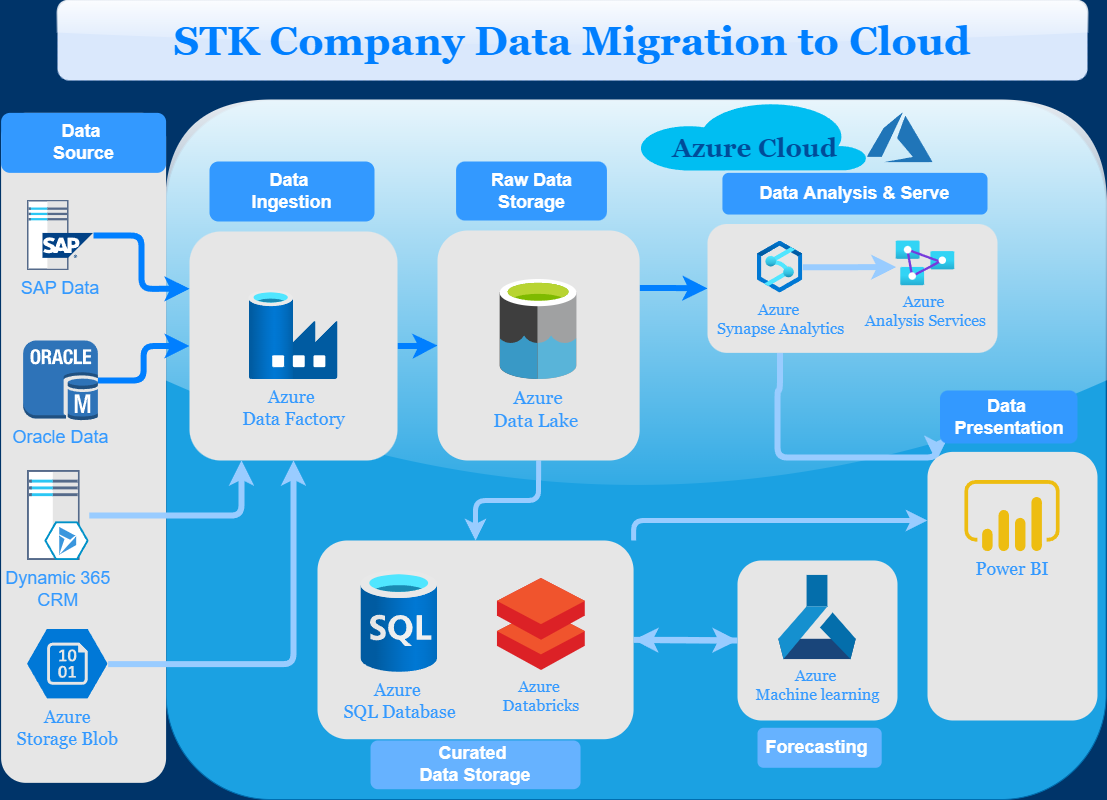 STK Company Data Migration to Cloud
Data
Source
SAP
SAP Data
ORACLE
M
Oracle Data
Dynamic 365
CRM
10
01
Azure
Storage Blob
Data
Ingestion
Azure
Data Factory
Raw Data
Storage
Azure
Data Lake
Azure Cloud
Data Analysis & Serve
Azure
Synapse Analytics
Azure
Analysis Services
Data
Presentation
Power BI
SQL
Azure
SQL Database
Azure
Databricks
Curated
Data Storage
Azure
Machine learning
Forecasting